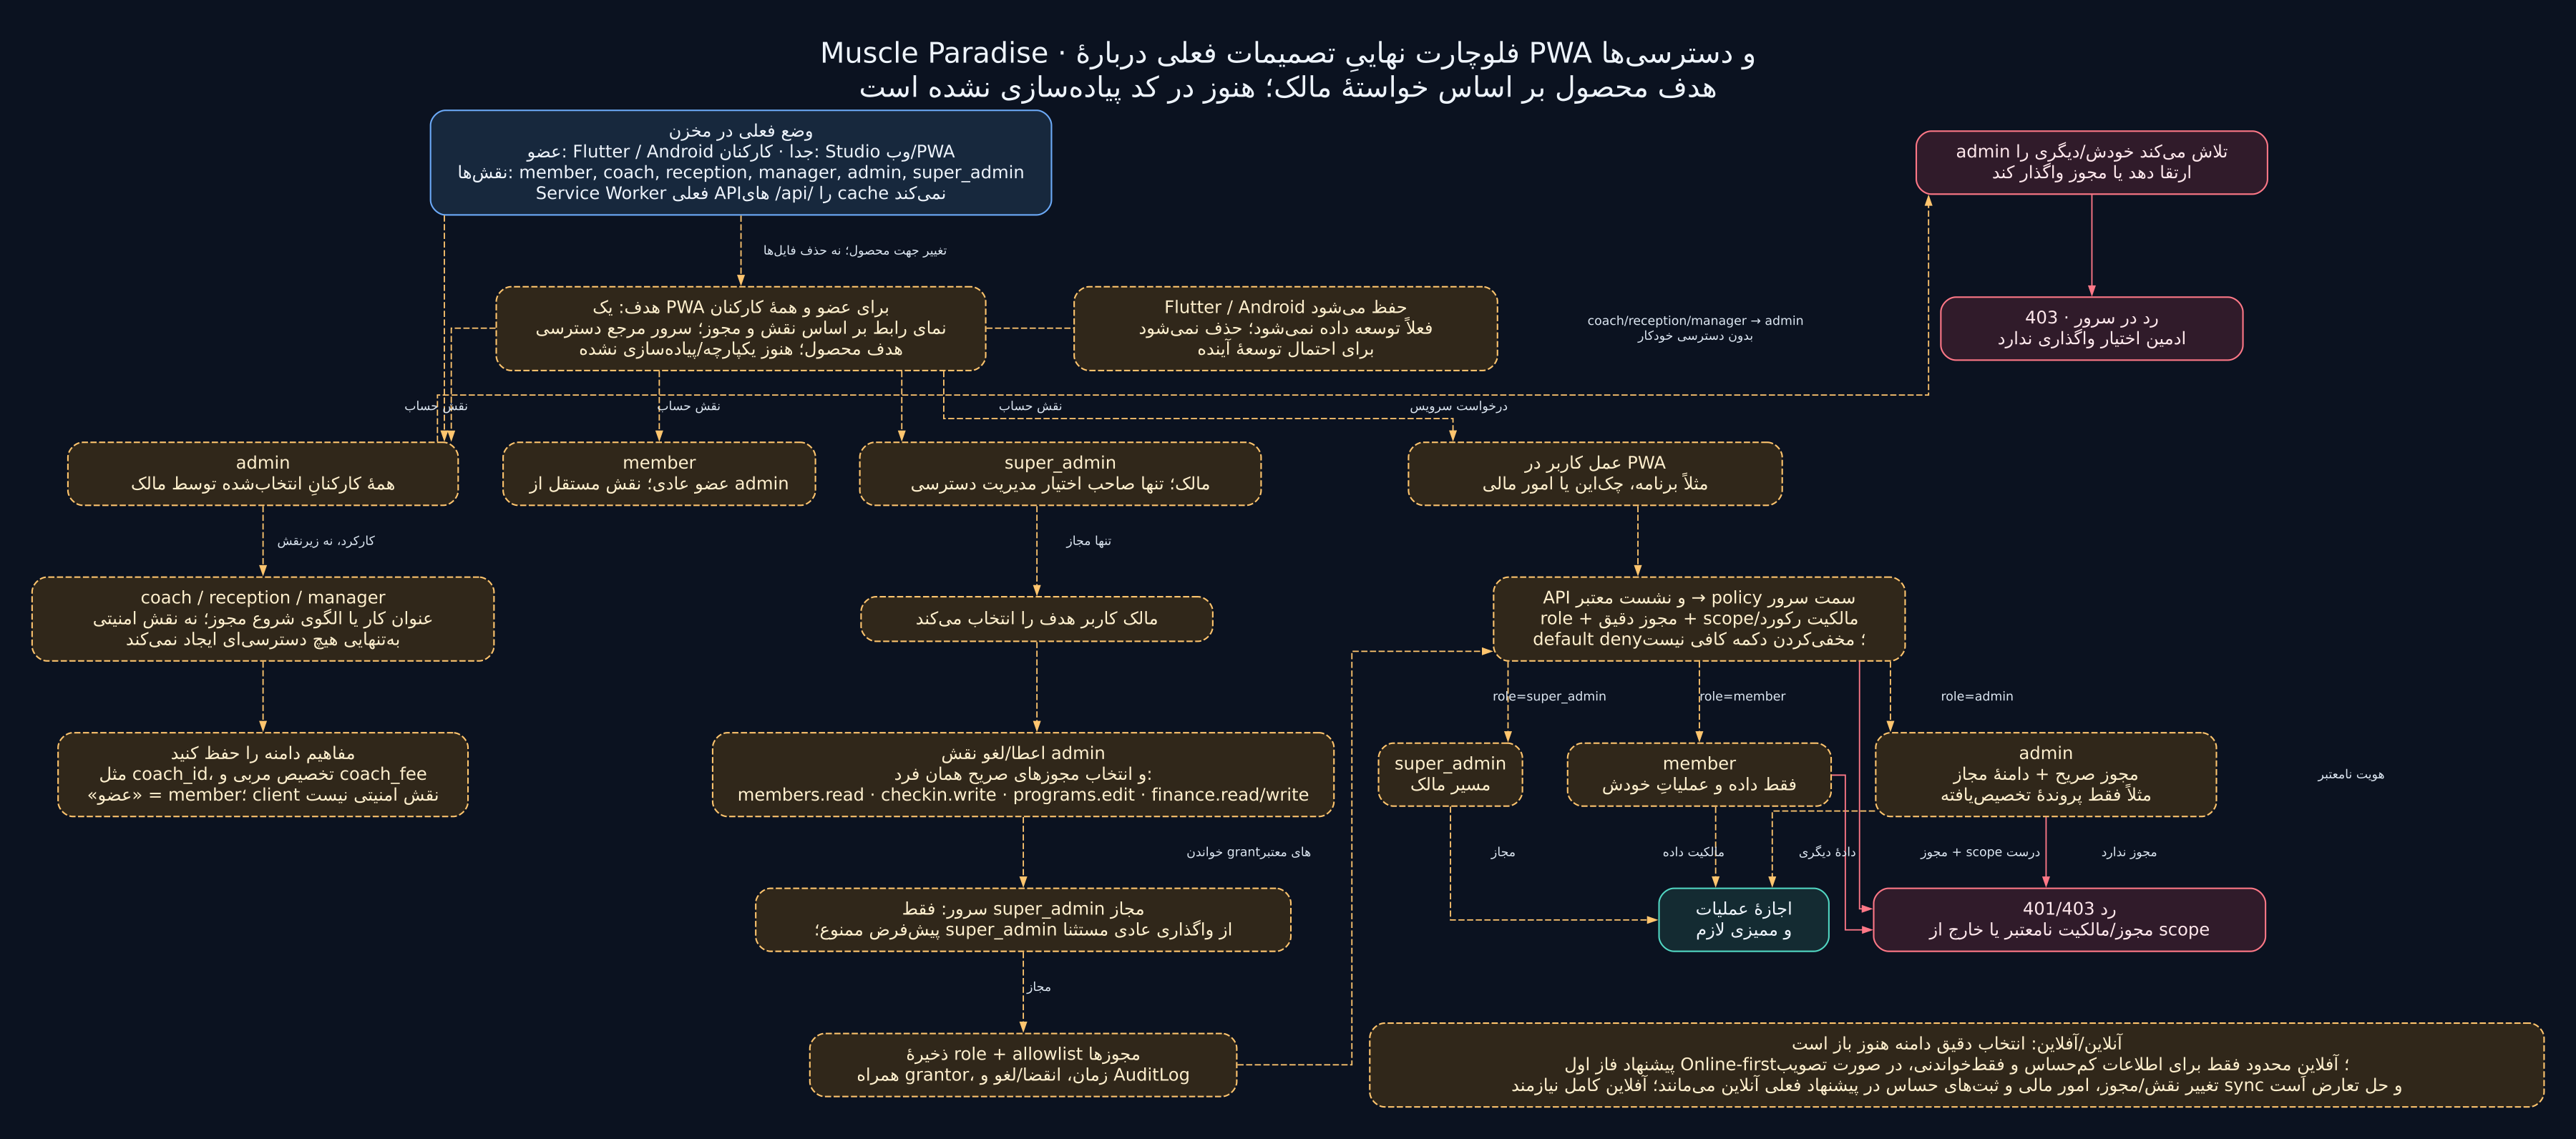 Muscle Paradise · فلوچارت نهاییِ تصمیمات فعلی دربارهٔ PWA و دسترسی‌ها
هدف محصول بر اساس خواستهٔ مالک؛ هنوز در کد پیاده‌سازی نشده است
وضع فعلی در مخزن
عضو: Flutter / Android جدا · کارکنان: Studio وب/PWA
نقش‌ها: member, coach, reception, manager, admin, super_admin
Service Worker فعلی APIهای /api/ را cache نمی‌کند
admin تلاش می‌کند خودش/دیگری را
ارتقا دهد یا مجوز واگذار کند
تغییر جهت محصول؛ نه حذف فایل‌ها
هدف: یک PWA برای عضو و همهٔ کارکنان
نمای رابط بر اساس نقش و مجوز؛ سرور مرجع دسترسی
هدف محصول؛ هنوز یکپارچه/پیاده‌سازی نشده
Flutter / Android حفظ می‌شود
فعلاً توسعه داده نمی‌شود؛ حذف نمی‌شود
برای احتمال توسعهٔ آینده
coach/reception/manager → admin
بدون دسترسی خودکار
403 · رد در سرور
ادمین اختیار واگذاری ندارد
نقش حساب
نقش حساب
نقش حساب
درخواست سرویس
admin
همهٔ کارکنانِ انتخاب‌شده توسط مالک
member
عضو عادی؛ نقش مستقل از admin
super_admin
مالک؛ تنها صاحب اختیار مدیریت دسترسی
عمل کاربر در PWA
مثلاً برنامه، چک‌این یا امور مالی
کارکرد، نه زیرنقش
تنها مجاز
coach / reception / manager
عنوان کار یا الگوی شروع مجوز؛ نه نقش امنیتی
به‌تنهایی هیچ دسترسی‌ای ایجاد نمی‌کند
مالک کاربر هدف را انتخاب می‌کند
API و نشست معتبر → policy سمت سرور
role + مجوز دقیق + scope/مالکیت رکورد
default deny؛ مخفی‌کردن دکمه کافی نیست
role=super_admin
role=member
role=admin
مفاهیم دامنه را حفظ کنید
مثل coach_id، تخصیص مربی و coach_fee
«عضو» = member؛ client نقش امنیتی نیست
اعطا/لغو نقش admin
و انتخاب مجوزهای صریح همان فرد:
members.read · checkin.write · programs.edit · finance.read/write
super_admin
مسیر مالک
member
فقط داده و عملیاتِ خودش
admin
مجوز صریح + دامنهٔ مجاز
مثلاً فقط پروندهٔ تخصیص‌یافته
هویت نامعتبر
خواندن grantهای معتبر
مجاز
مالکیت داده
دادهٔ دیگری
مجوز + scope درست
مجوز ندارد
سرور: فقط super_admin مجاز
پیش‌فرض ممنوع؛ super_admin از واگذاری عادی مستثنا
اجازهٔ عملیات
و ممیزی لازم
401/403 رد
مجوز/مالکیت نامعتبر یا خارج از scope
مجاز
ذخیرهٔ role + allowlist مجوزها
همراه grantor، زمان، انقضا/لغو و AuditLog
آنلاین/آفلاین: انتخاب دقیق دامنه هنوز باز است
پیشنهاد فاز اول Online-first؛ آفلاین محدود فقط برای اطلاعات کم‌حساس و فقط‌خواندنی، در صورت تصویب
تغییر نقش/مجوز، امور مالی و ثبت‌های حساس در پیشنهاد فعلی آنلاین می‌مانند؛ آفلاین کامل نیازمند sync و حل تعارض است